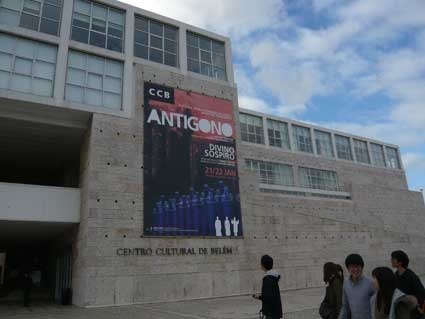 CCB
ANTIGONO
DIVINO
SOSPIRO
21/22 JAN
CENTRO CULTURAL DE BELÉM